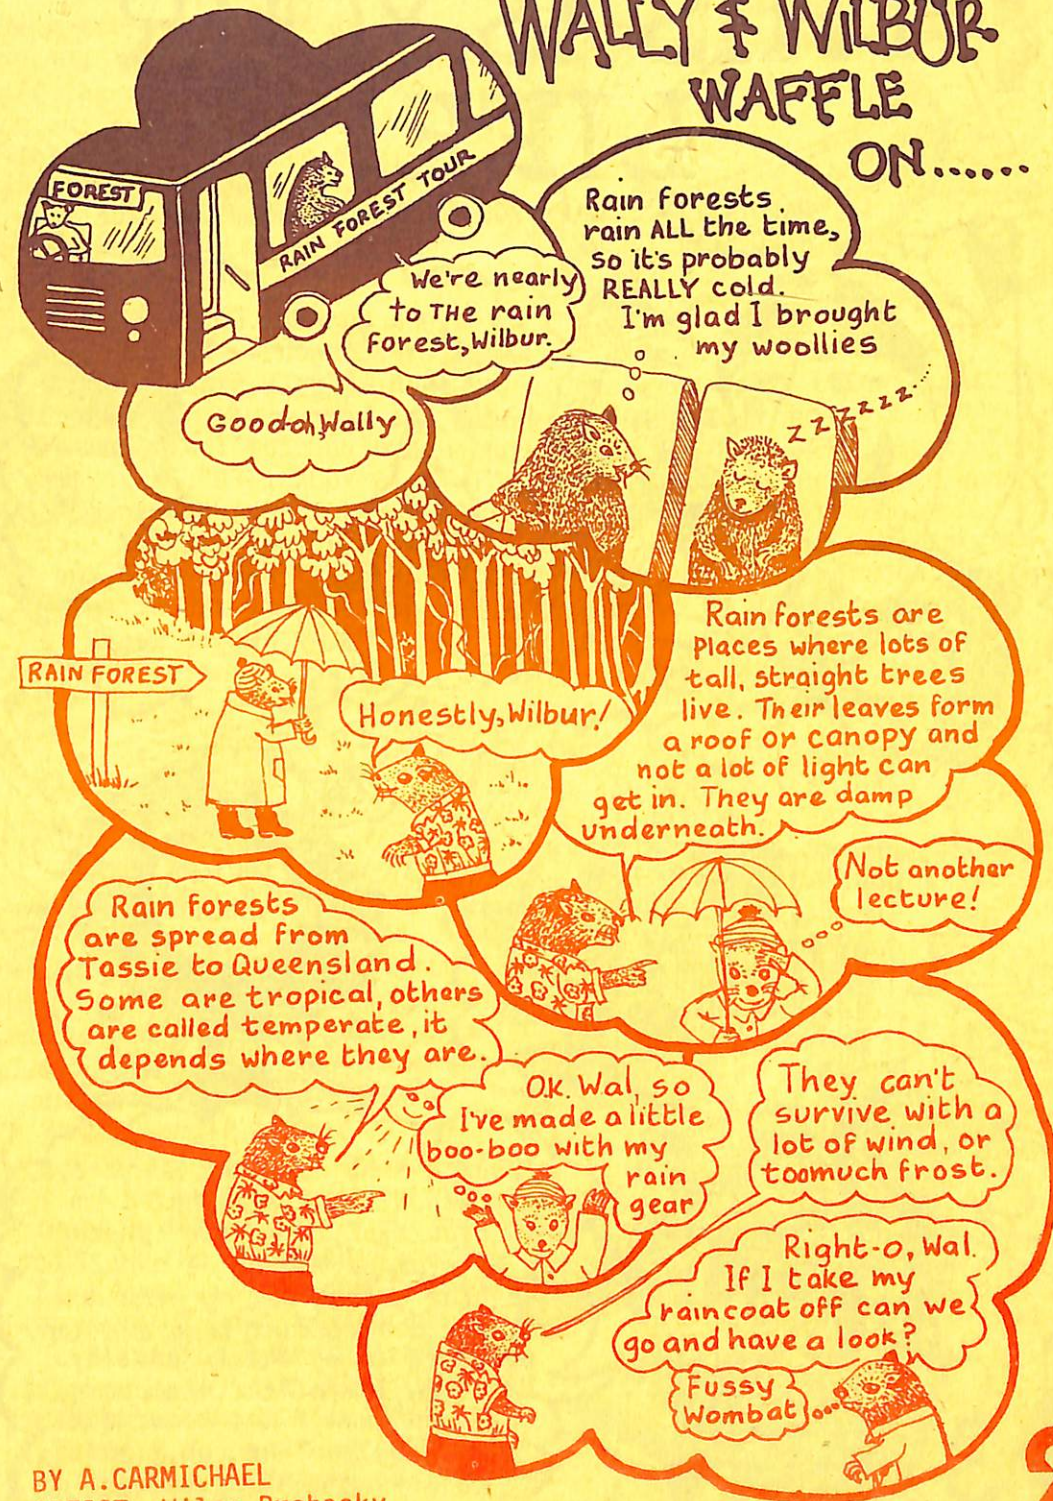 WALLY & WILBUR
WAFFLE
ON......
FOREST
RAIN FOREST TOUR
We're nearly
to THE rain
forest, Wilbur.
Good-oh, Wally
Rain forests
rain ALL the time,
so it's probably
REALLY cold.
I'm glad I brought
my woollies
ZZZZZZZ.....
RAIN FOREST
Honestly, Wilbur!
Rain forests are
places where lots of
tall, straight trees
live. Their leaves form
a roof or canopy and
not a lot of light can
get in. They are damp
underneath.
Not another
lecture!
Rain forests
are spread from
Tassie to Queensland.
Some are tropical, others
are called temperate, it
depends where they are.
O.K. Wal, so
I've made a little
boo-boo with my
rain
gear
They can't
survive with a
lot of wind, or
toomuch frost.
Right-o, Wal.
If I take my
raincoat off can we
go and have a look?
Fussy
Wombat
BY A.CARMICHAEL